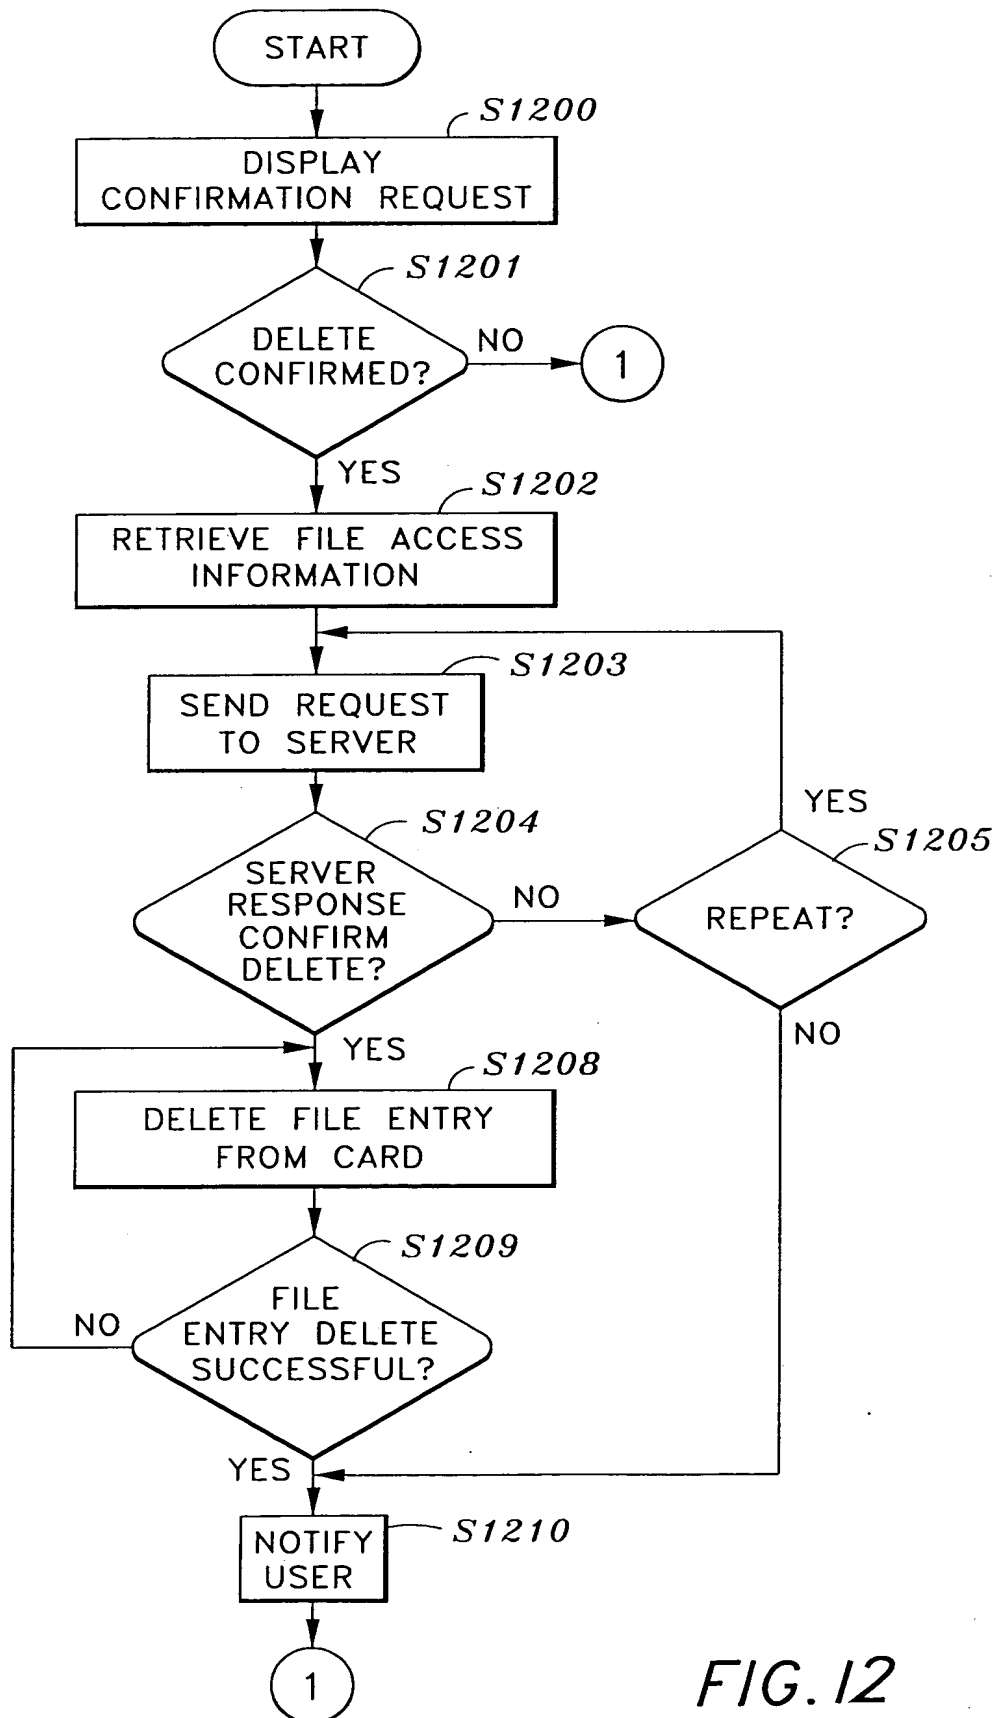 START
S1200
DISPLAY
CONFIRMATION REQUEST
S1201
DELETE
CONFIRMED?
NO
1
YES
S1202
RETRIEVE FILE ACCESS
INFORMATION
S1203
SEND REQUEST
TO SERVER
S1204
SERVER
RESPONSE
CONFIRM
DELETE?
NO
YES
S1205
REPEAT?
NO
YES
S1208
DELETE FILE ENTRY
FROM CARD
S1209
FILE
ENTRY DELETE
SUCCESSFUL?
NO
YES
S1210
NOTIFY
USER
1
FIG. 12